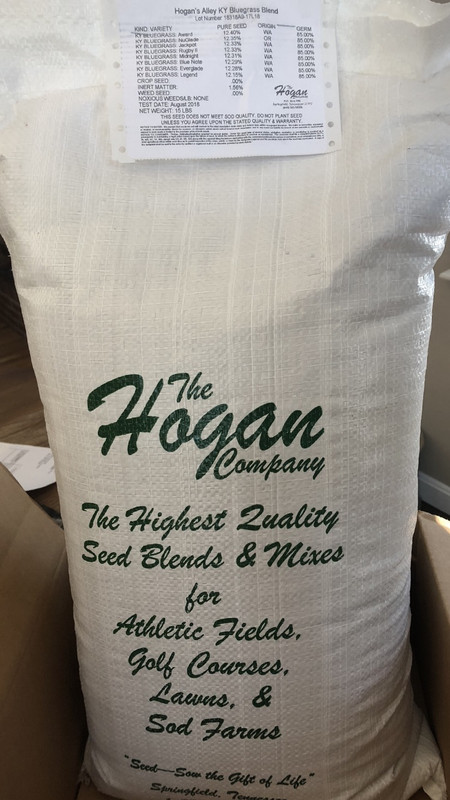 Hogan's Alley KY Bluegrass Blend
Lot Number 18318AS-17L18
KIND: VARIETY PURE SEED ORIGIN GERM
KY BLUEGRASS: Award 12.40% WA 85.00%
KY BLUEGRASS: NuGlade 12.35% OR 85.00%
KY BLUEGRASS: Jackpot 12.33% WA 85.00%
KY BLUEGRASS: Rugby II 12.33% WA 85.00%
KY BLUEGRASS: Midnight 12.31% WA 85.00%
KY BLUEGRASS: Blue Note 12.29% WA 85.00%
KY BLUEGRASS: Everglade 12.28% WA 85.00%
KY BLUEGRASS: Legend 12.15% WA 85.00%
CROP SEED: .00%
INERT MATTER: 1.56%
WEED SEED: .00%
NOXIOUS WEEDS/LB: NONE
TEST DATE: August 2018
NET WEIGHT: 15 LBS
The
Hogan
THIS SEED DOES NOT MEET SOD QUALITY. DO NOT PLANT SEED
UNLESS YOU AGREE UPON THE STATED QUALITY & WARRANTY.
The
Hogan
Company
The Highest Quality
Seed Blends & Mixes
for
Athletic Fields,
Golf Courses,
Lawns, &
Sod Farms
"Seed—Sow the Gift of Life"
Springfield,